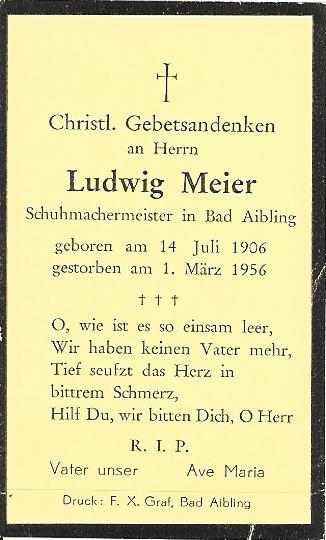 Christl. Gebetsandenken
an Herrn
Ludwig Meier
Schuhmachermeister in Bad Aibling
geboren am 14 Juli 1906
gestorben am 1. März 1956
† † †
O, wie ist es so einsam leer,
Wir haben keinen Vater mehr,
Tief seufzt das Herz in
bittrem Schmerz,
Hilf Du, wir bitten Dich, O Herr
R. I. P.
Vater unser Ave Maria
Druck: F. X. Graf, Bad Aibling